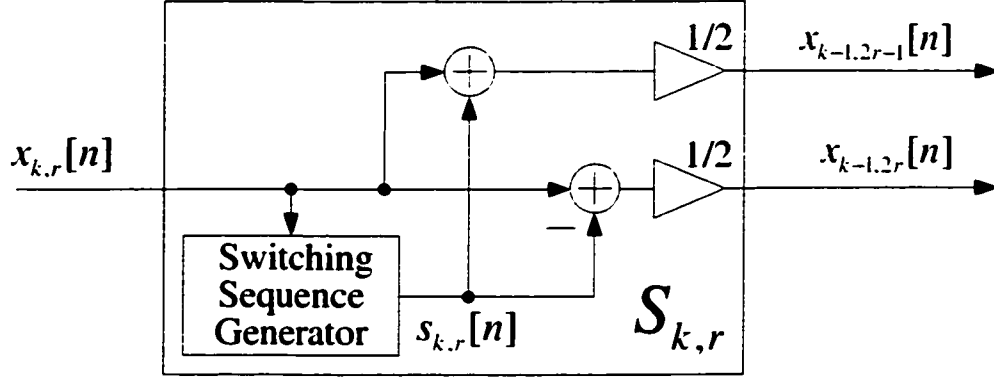 1/2
x_{k-1,2r-1}[n]
x_{k,r}[n]
1/2
x_{k-1,2r}[n]
−
Switching
Sequence
Generator
s_{k,r}[n]
S_{k,r}